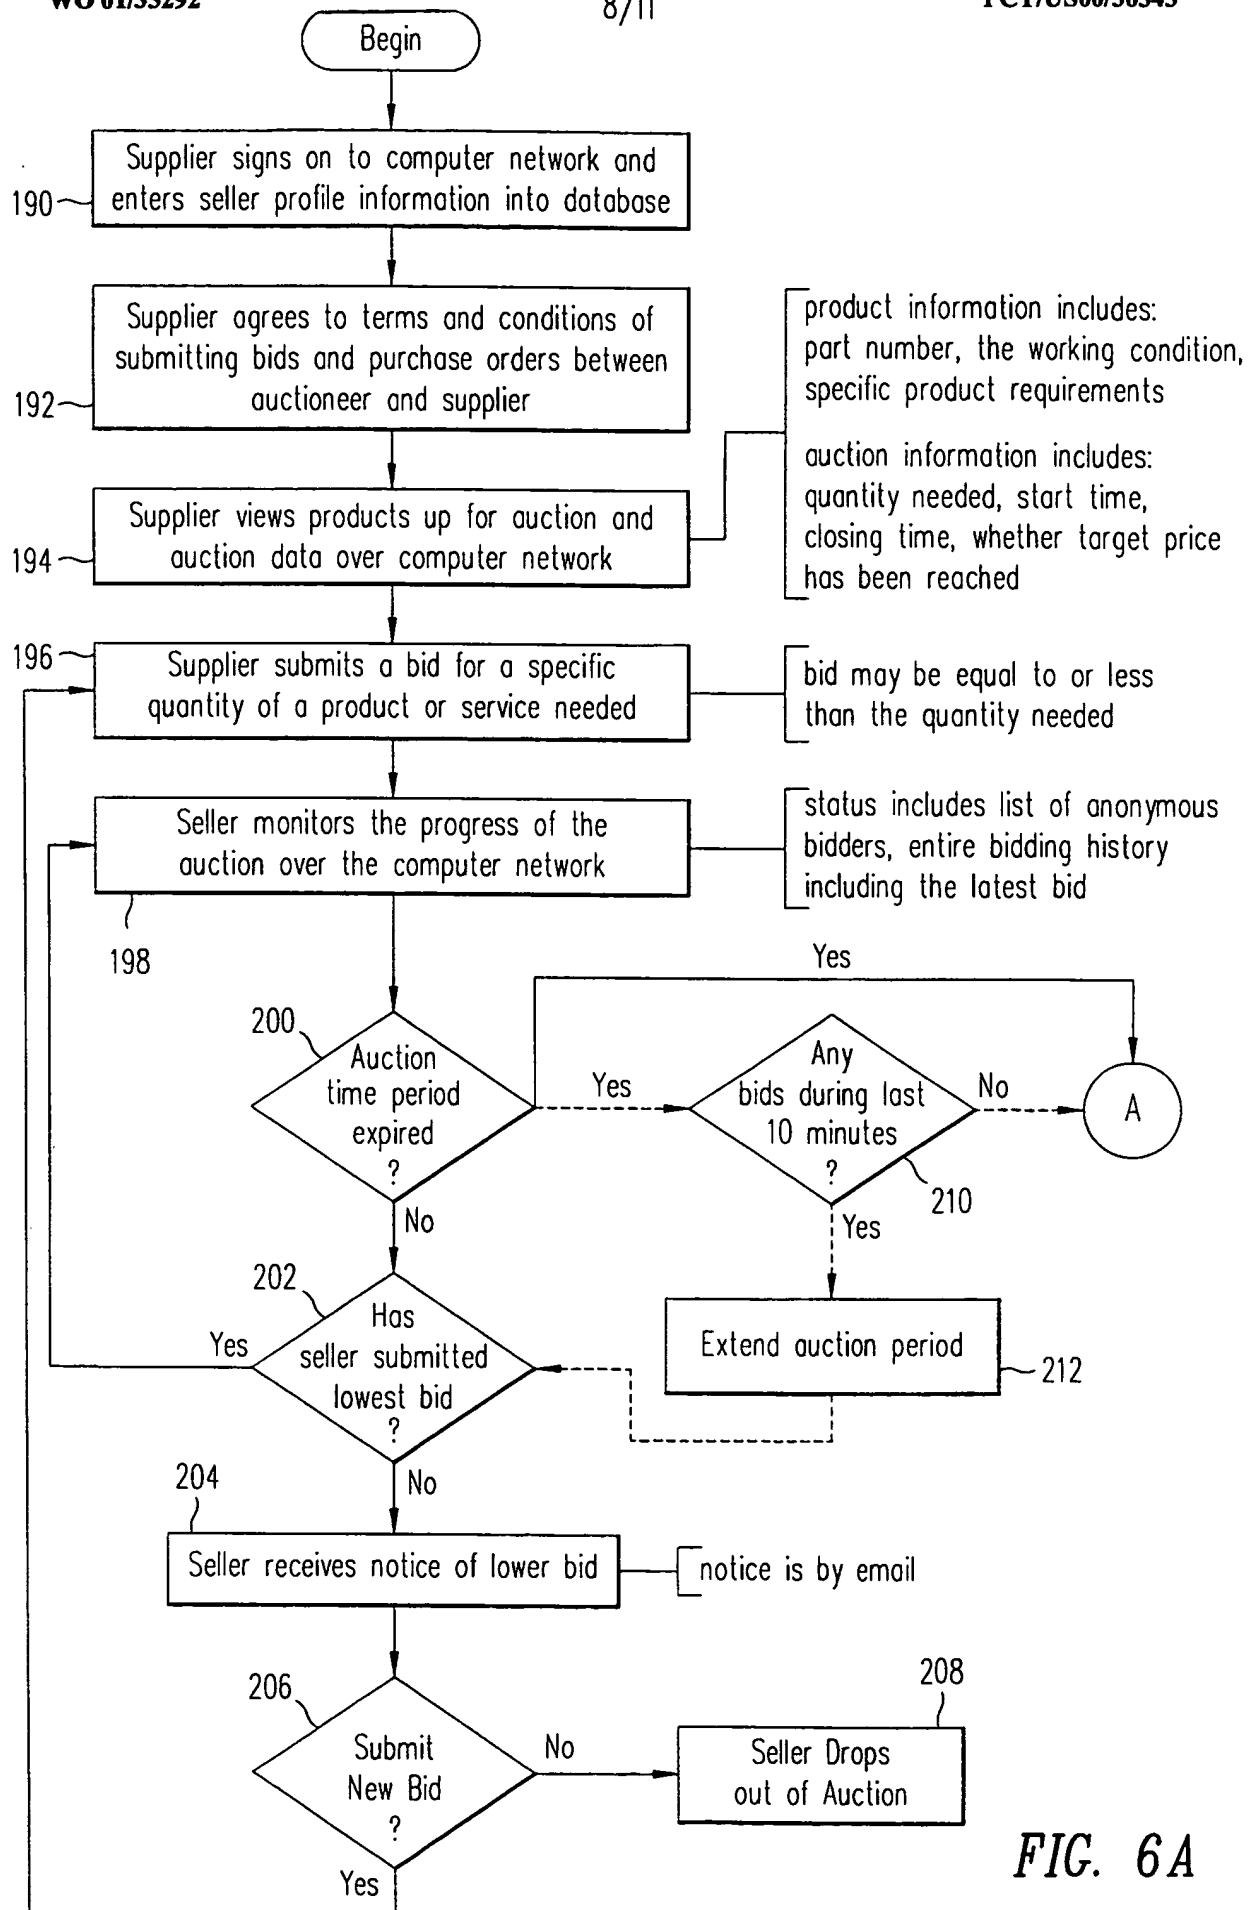 8/11
Begin
Supplier signs on to computer network and
enters seller profile information into database
190
Supplier agrees to terms and conditions of
submitting bids and purchase orders between
auctioneer and supplier
192
product information includes:
part number, the working condition,
specific product requirements
auction information includes:
quantity needed, start time,
closing time, whether target price
has been reached
Supplier views products up for auction and
auction data over computer network
194
196
Supplier submits a bid for a specific
quantity of a product or service needed
bid may be equal to or less
than the quantity needed
Seller monitors the progress of the
auction over the computer network
198
status includes list of anonymous
bidders, entire bidding history
including the latest bid
Yes
200
Auction
time period
expired
?
Yes
Any
bids during last
10 minutes
?
No
A
210
No
Yes
202
Has
seller submitted
lowest bid
?
Yes
Extend auction period
212
No
204
Seller receives notice of lower bid
notice is by email
206
Submit
New Bid
?
No
208
Seller Drops
out of Auction
Yes
FIG. 6A